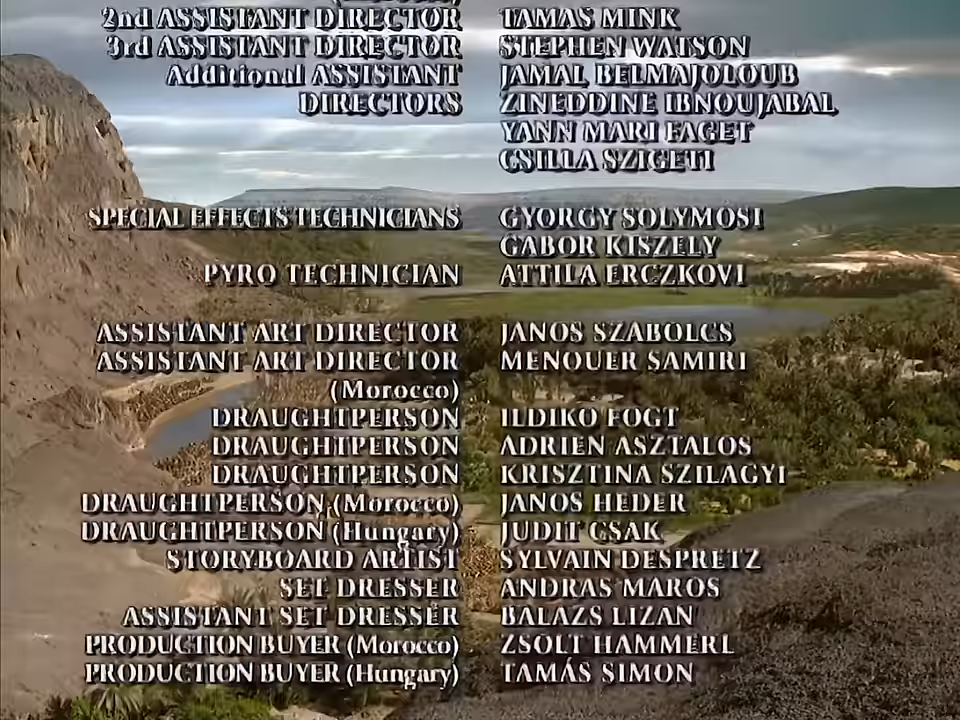 2nd ASSISTANT DIRECTOR TAMAS MINK
3rd ASSISTANT DIRECTOR STEPHEN WATSON
Additional ASSISTANT JAMAL BELMAJOLOUB
DIRECTORS ZINEDDINE IBNOUJABAL
YANN MARI FAGET
CSILLA SZIGETI
SPECIAL EFFECTS TECHNICIANS GYORGY SOLYMOSI
GABOR KISZELY
PYRO TECHNICIAN ATTILA ERCZKOVI
ASSISTANT ART DIRECTOR JANOS SZABOLCS
ASSISTANT ART DIRECTOR MENOUER SAMIRI
(Morocco)
DRAUGHTPERSON ILDIKO FOGT
DRAUGHTPERSON ADRIEN ASZTALOS
DRAUGHTPERSON KRISZTINA SZILAGYI
DRAUGHTPERSON (Morocco) JANOS HEDER
DRAUGHTPERSON (Hungary) JUDIT CSAK
STORYBOARD ARTIST SYLVAIN DESPRETZ
SET DRESSER ANDRAS MAROS
ASSISTANT SET DRESSER BALAZS LIZAN
PRODUCTION BUYER (Morocco) ZSOLT HAMMERL
PRODUCTION BUYER (Hungary) TAMÁS SIMON